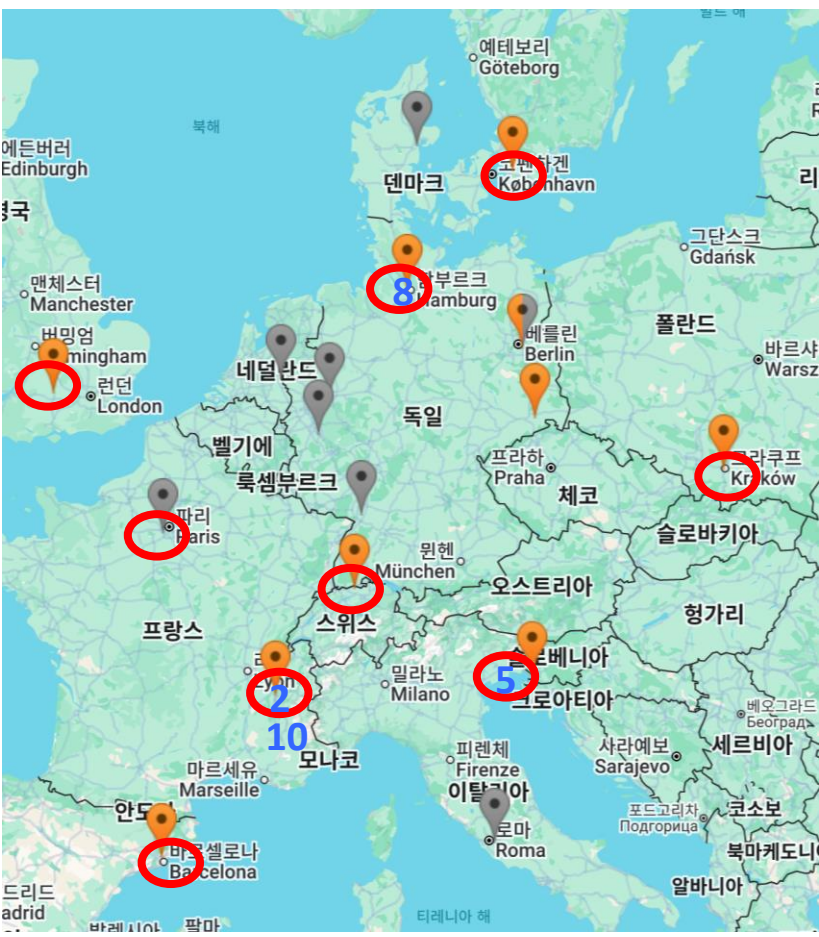 발트 해
예테보리
Göteborg
북해
에든버러
Edinburgh
코펜하겐
København
덴마크
리
영국
그단스크
Gdańsk
맨체스터
Manchester
8
함부르크
Hamburg
버밍엄
mingham
베를린
Berlin
폴란드
바르샤
Warsz
네덜란드
런던
London
독일
벨기에
프라하
Praha
크라쿠프
Kraków
룩셈부르크
체코
파리
Paris
슬로바키아
뮌헨
München
오스트리아
헝가리
프랑스
스위스
슬로베니아
Lyon
2
밀라노
Milano
5
크로아티아
10
베오그라드
Београд
모나코
피렌체
Firenze
사라예보
Sarajevo
세르비아
마르세유
Marseille
이탈리아
안도
포드고리차
Подгорица
코소보
로마
Roma
바르셀로나
Barcelona
북마케도니
드리드
adrid
알바니아
티레니아 해
발렌시아
팔마